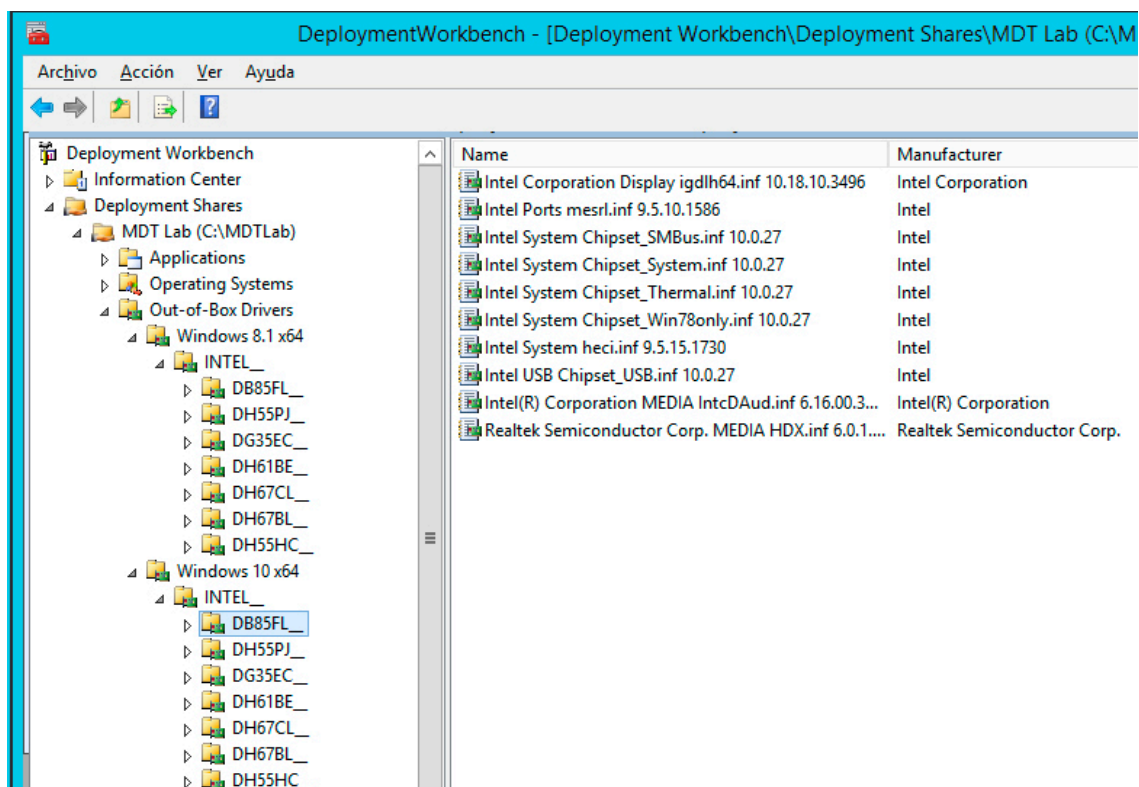 DeploymentWorkbench - [Deployment Workbench\Deployment Shares\MDT Lab (C:\M
Archivo Acción Ver Ayuda
Deployment Workbench
Information Center
Deployment Shares
MDT Lab (C:\MDTLab)
Applications
Operating Systems
Out-of-Box Drivers
Windows 8.1 x64
INTEL__
DB85FL__
DH55PJ__
DG35EC__
DH61BE__
DH67CL__
DH67BL__
DH55HC__
Windows 10 x64
INTEL__
DB85FL__
DH55PJ__
DG35EC__
DH61BE__
DH67CL__
DH67BL__
DH55HC
Name Manufacturer
Intel Corporation Display igdlh64.inf 10.18.10.3496 Intel Corporation
Intel Ports mesrl.inf 9.5.10.1586 Intel
Intel System Chipset_SMBus.inf 10.0.27 Intel
Intel System Chipset_System.inf 10.0.27 Intel
Intel System Chipset_Thermal.inf 10.0.27 Intel
Intel System Chipset_Win78only.inf 10.0.27 Intel
Intel System heci.inf 9.5.15.1730 Intel
Intel USB Chipset_USB.inf 10.0.27 Intel
Intel(R) Corporation MEDIA IntcDAud.inf 6.16.00.3... Intel(R) Corporation
Realtek Semiconductor Corp. MEDIA HDX.inf 6.0.1.... Realtek Semiconductor Corp.